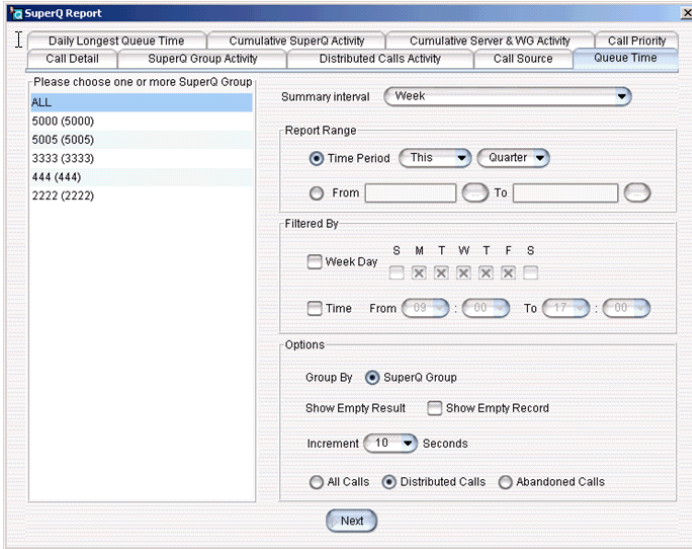 SuperQ Report
Daily Longest Queue Time Cumulative SuperQ Activity Cumulative Server & WG Activity Call Priority
Call Detail SuperQ Group Activity Distributed Calls Activity Call Source Queue Time
Please choose one or more SuperQ Group
ALL
5000 (5000)
5005 (5005)
3333 (3333)
444 (444)
2222 (2222)
Summary interval Week
Report Range
Time Period This Quarter
From To
Filtered By
S M T W T F S
Week Day
Time From 09 : 00 To 17 : 00
Options
Group By SuperQ Group
Show Empty Result Show Empty Record
Increment 10 Seconds
All Calls Distributed Calls Abandoned Calls
Next